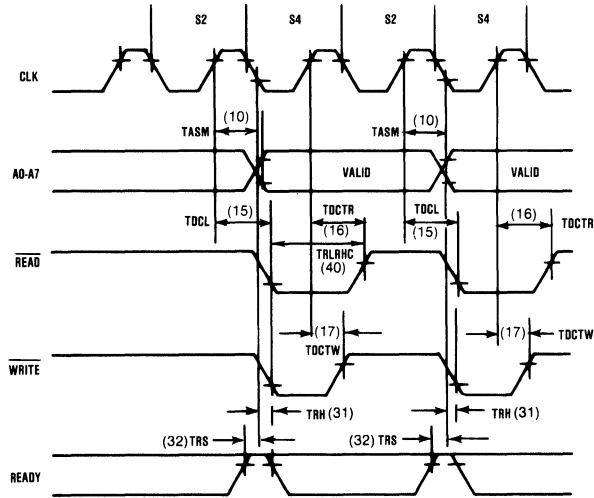 S2 S4 S2 S4
CLK
TASM (10) TASM (10)
A0-A7 VALID VALID
TDCL (15) TDCTR (16) TDCL (15) (16) TDCTR
TRLRHC (40)
READ
(17) TDCTW (17) TDCTW
WRITE
TRH (31) TRH (31)
(32) TRS (32) TRS
READY